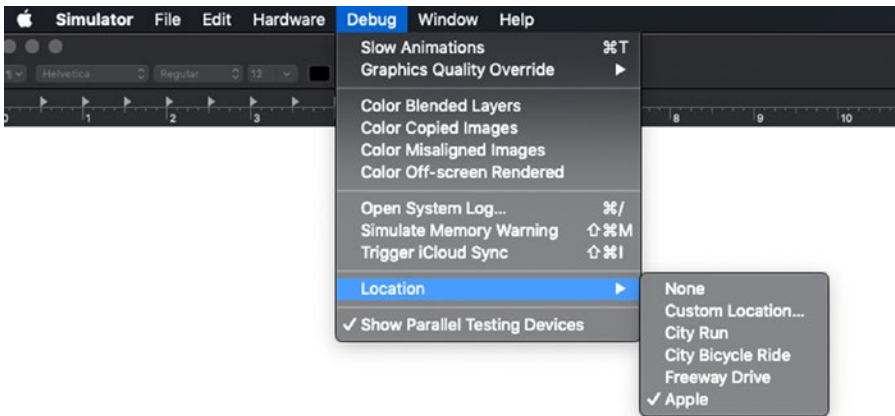 Simulator File Edit Hardware Debug Window Help
Helvetica Regular 12
1 2 3 8 9 10
Slow Animations ⌘T
Graphics Quality Override ▶
Color Blended Layers
Color Copied Images
Color Misaligned Images
Color Off-screen Rendered
Open System Log... ⌘/
Simulate Memory Warning ⇧⌘M
Trigger iCloud Sync ⇧⌘I
Location ▶
✓ Show Parallel Testing Devices
None
Custom Location...
City Run
City Bicycle Ride
Freeway Drive
✓ Apple